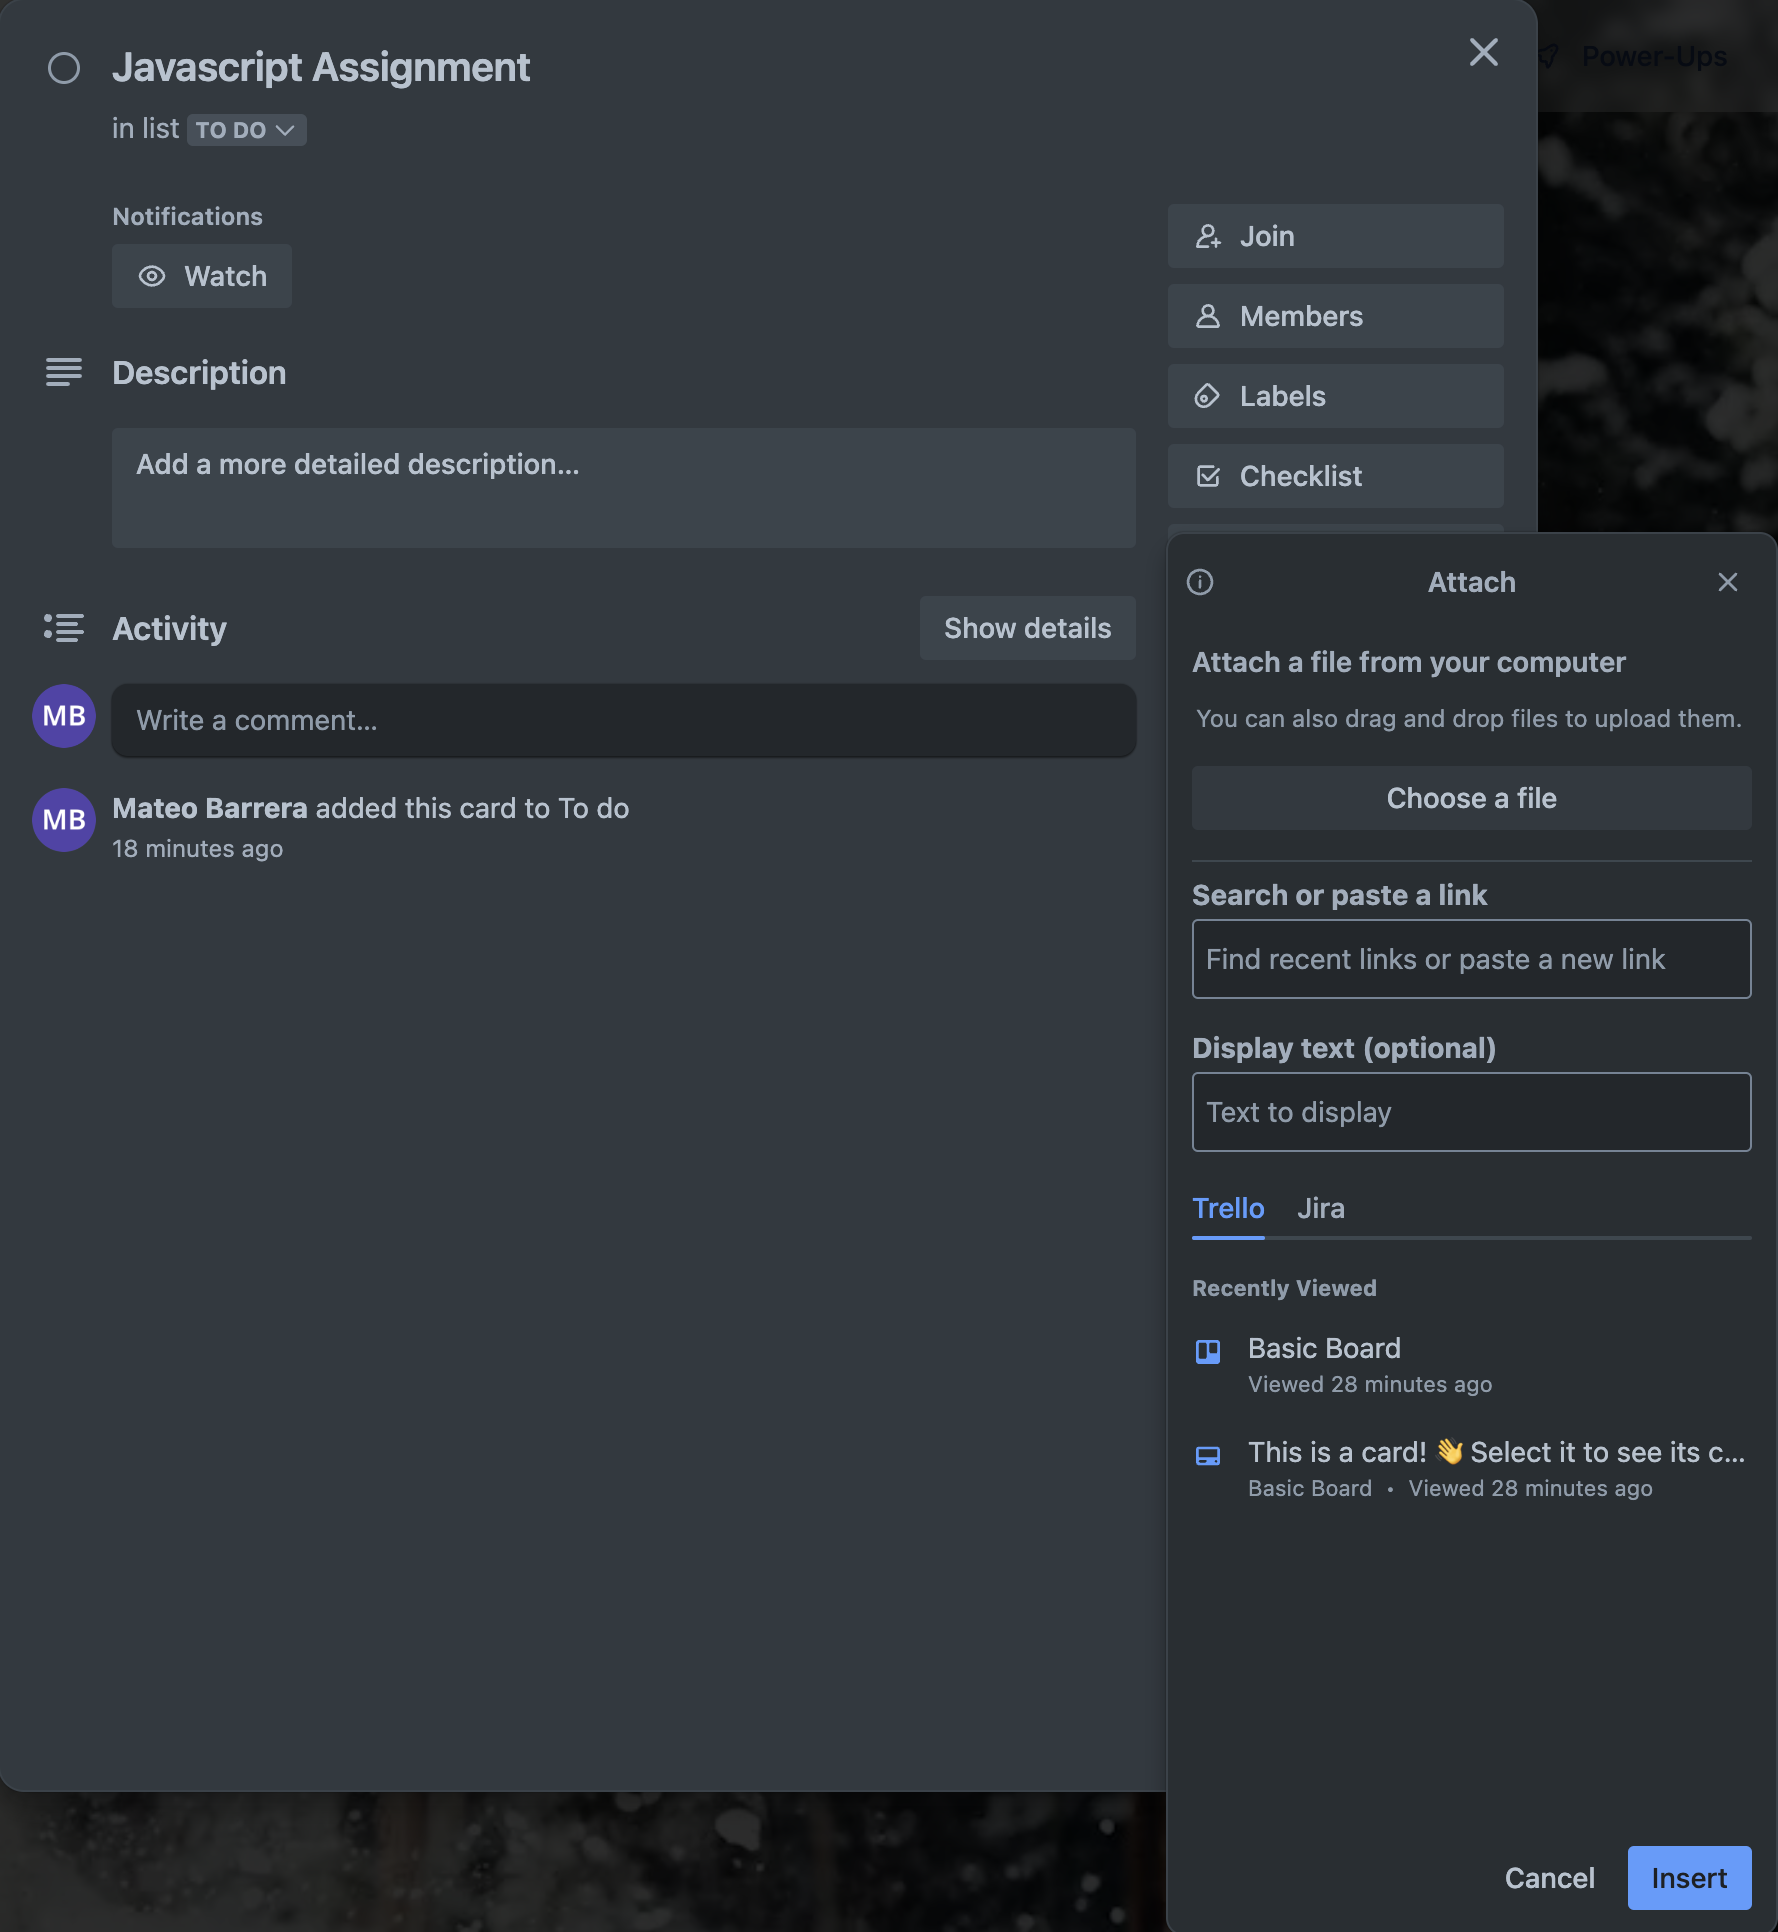 Javascript Assignment
in list TO DO
Power-Ups
Notifications
Watch
Join
Members
Labels
Checklist
Description
Add a more detailed description...
Activity
Show details
MB
Write a comment...
MB
Mateo Barrera added this card to To do
18 minutes ago
Attach
Attach a file from your computer
You can also drag and drop files to upload them.
Choose a file
Search or paste a link
Find recent links or paste a new link
Display text (optional)
Text to display
Trello Jira
Recently Viewed
Basic Board
Viewed 28 minutes ago
This is a card! 👋 Select it to see its c...
Basic Board • Viewed 28 minutes ago
Cancel Insert